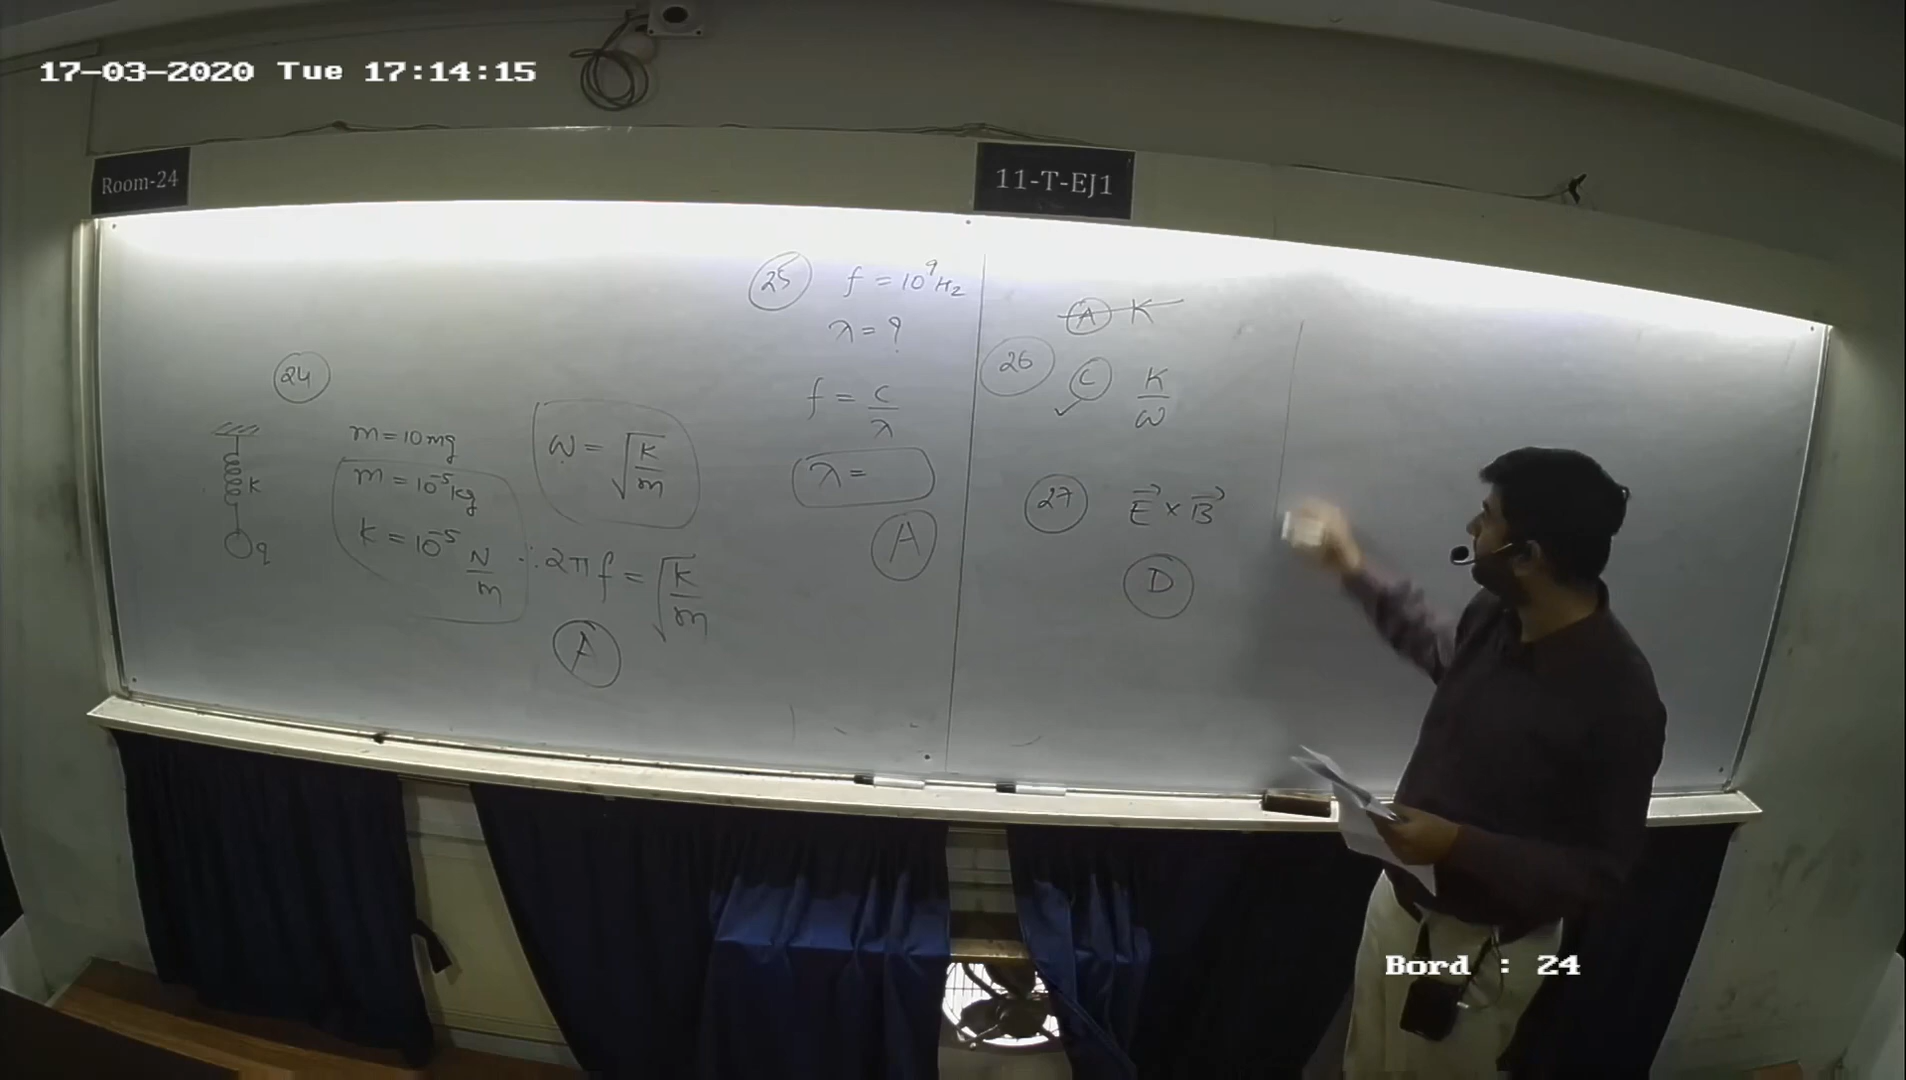 17-03-2020 Tue 17:14:15
Room-24
11-T-EJ1
24
K
q
m = 10 mg
m = 10⁻⁵ kg
K = 10⁻⁵ N/m
ω = √(K/m)
∴ 2π f = √(K/m)
A
25 f = 10⁹ Hz
λ = ?
f = c/λ
λ =
A
A K
26 C K/ω
27 E⃗ × B⃗
D
Bord : 24